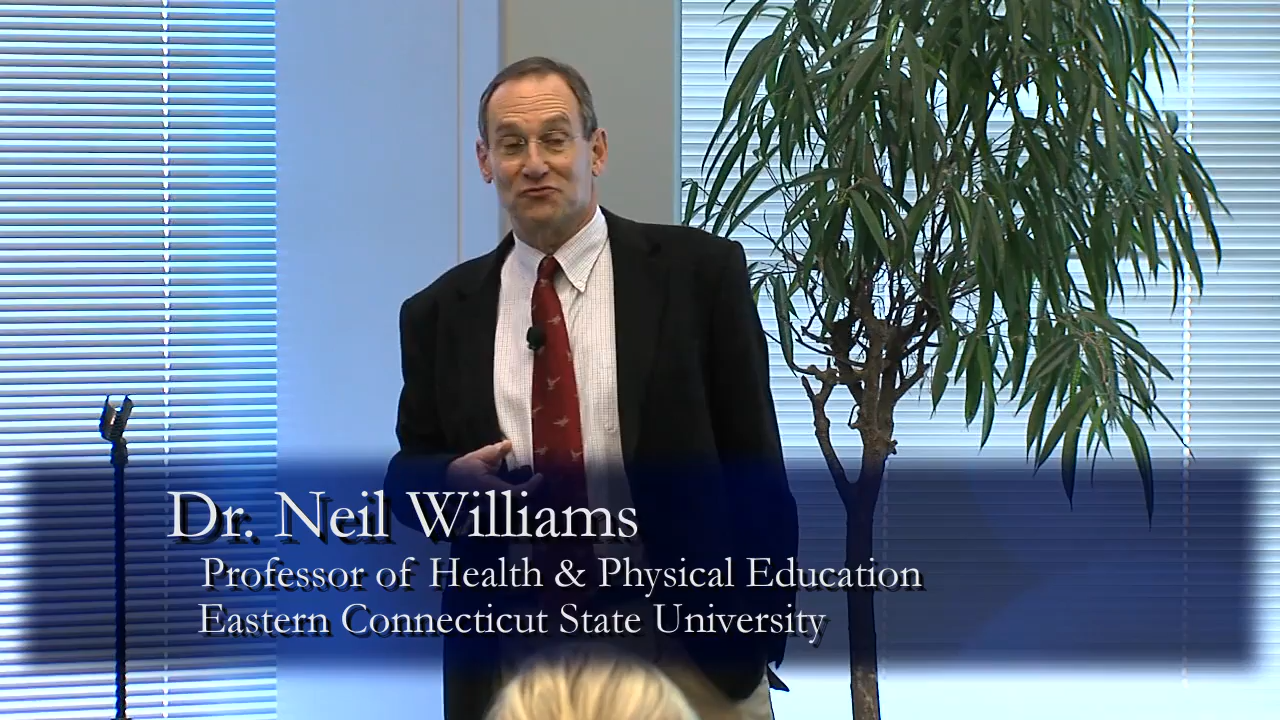 Dr. Neil Williams
Professor of Health & Physical Education
Eastern Connecticut State University